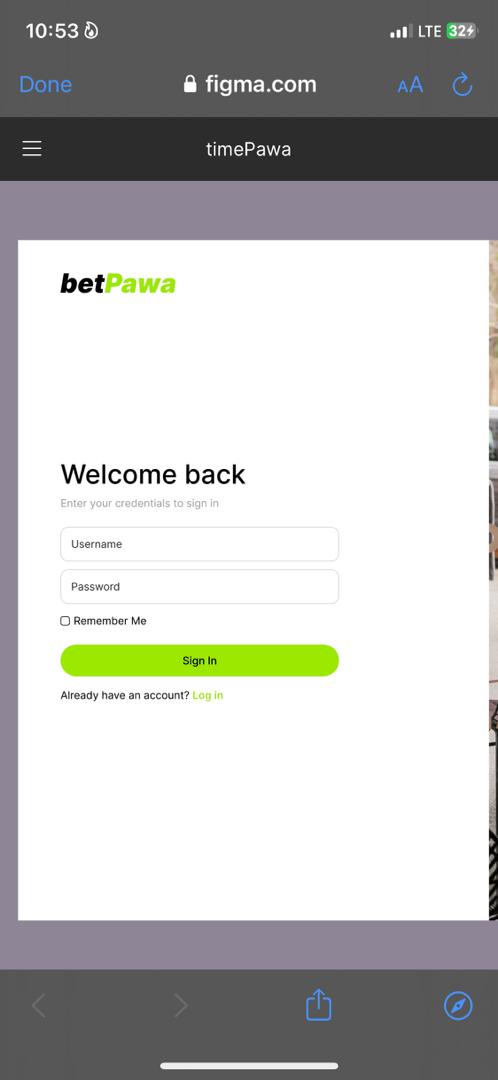 10:53 LTE 32
Done figma.com AA
timePawa
betPawa
Welcome back
Enter your credentials to sign in
Username
Password
Remember Me
Sign In
Already have an account? Log in